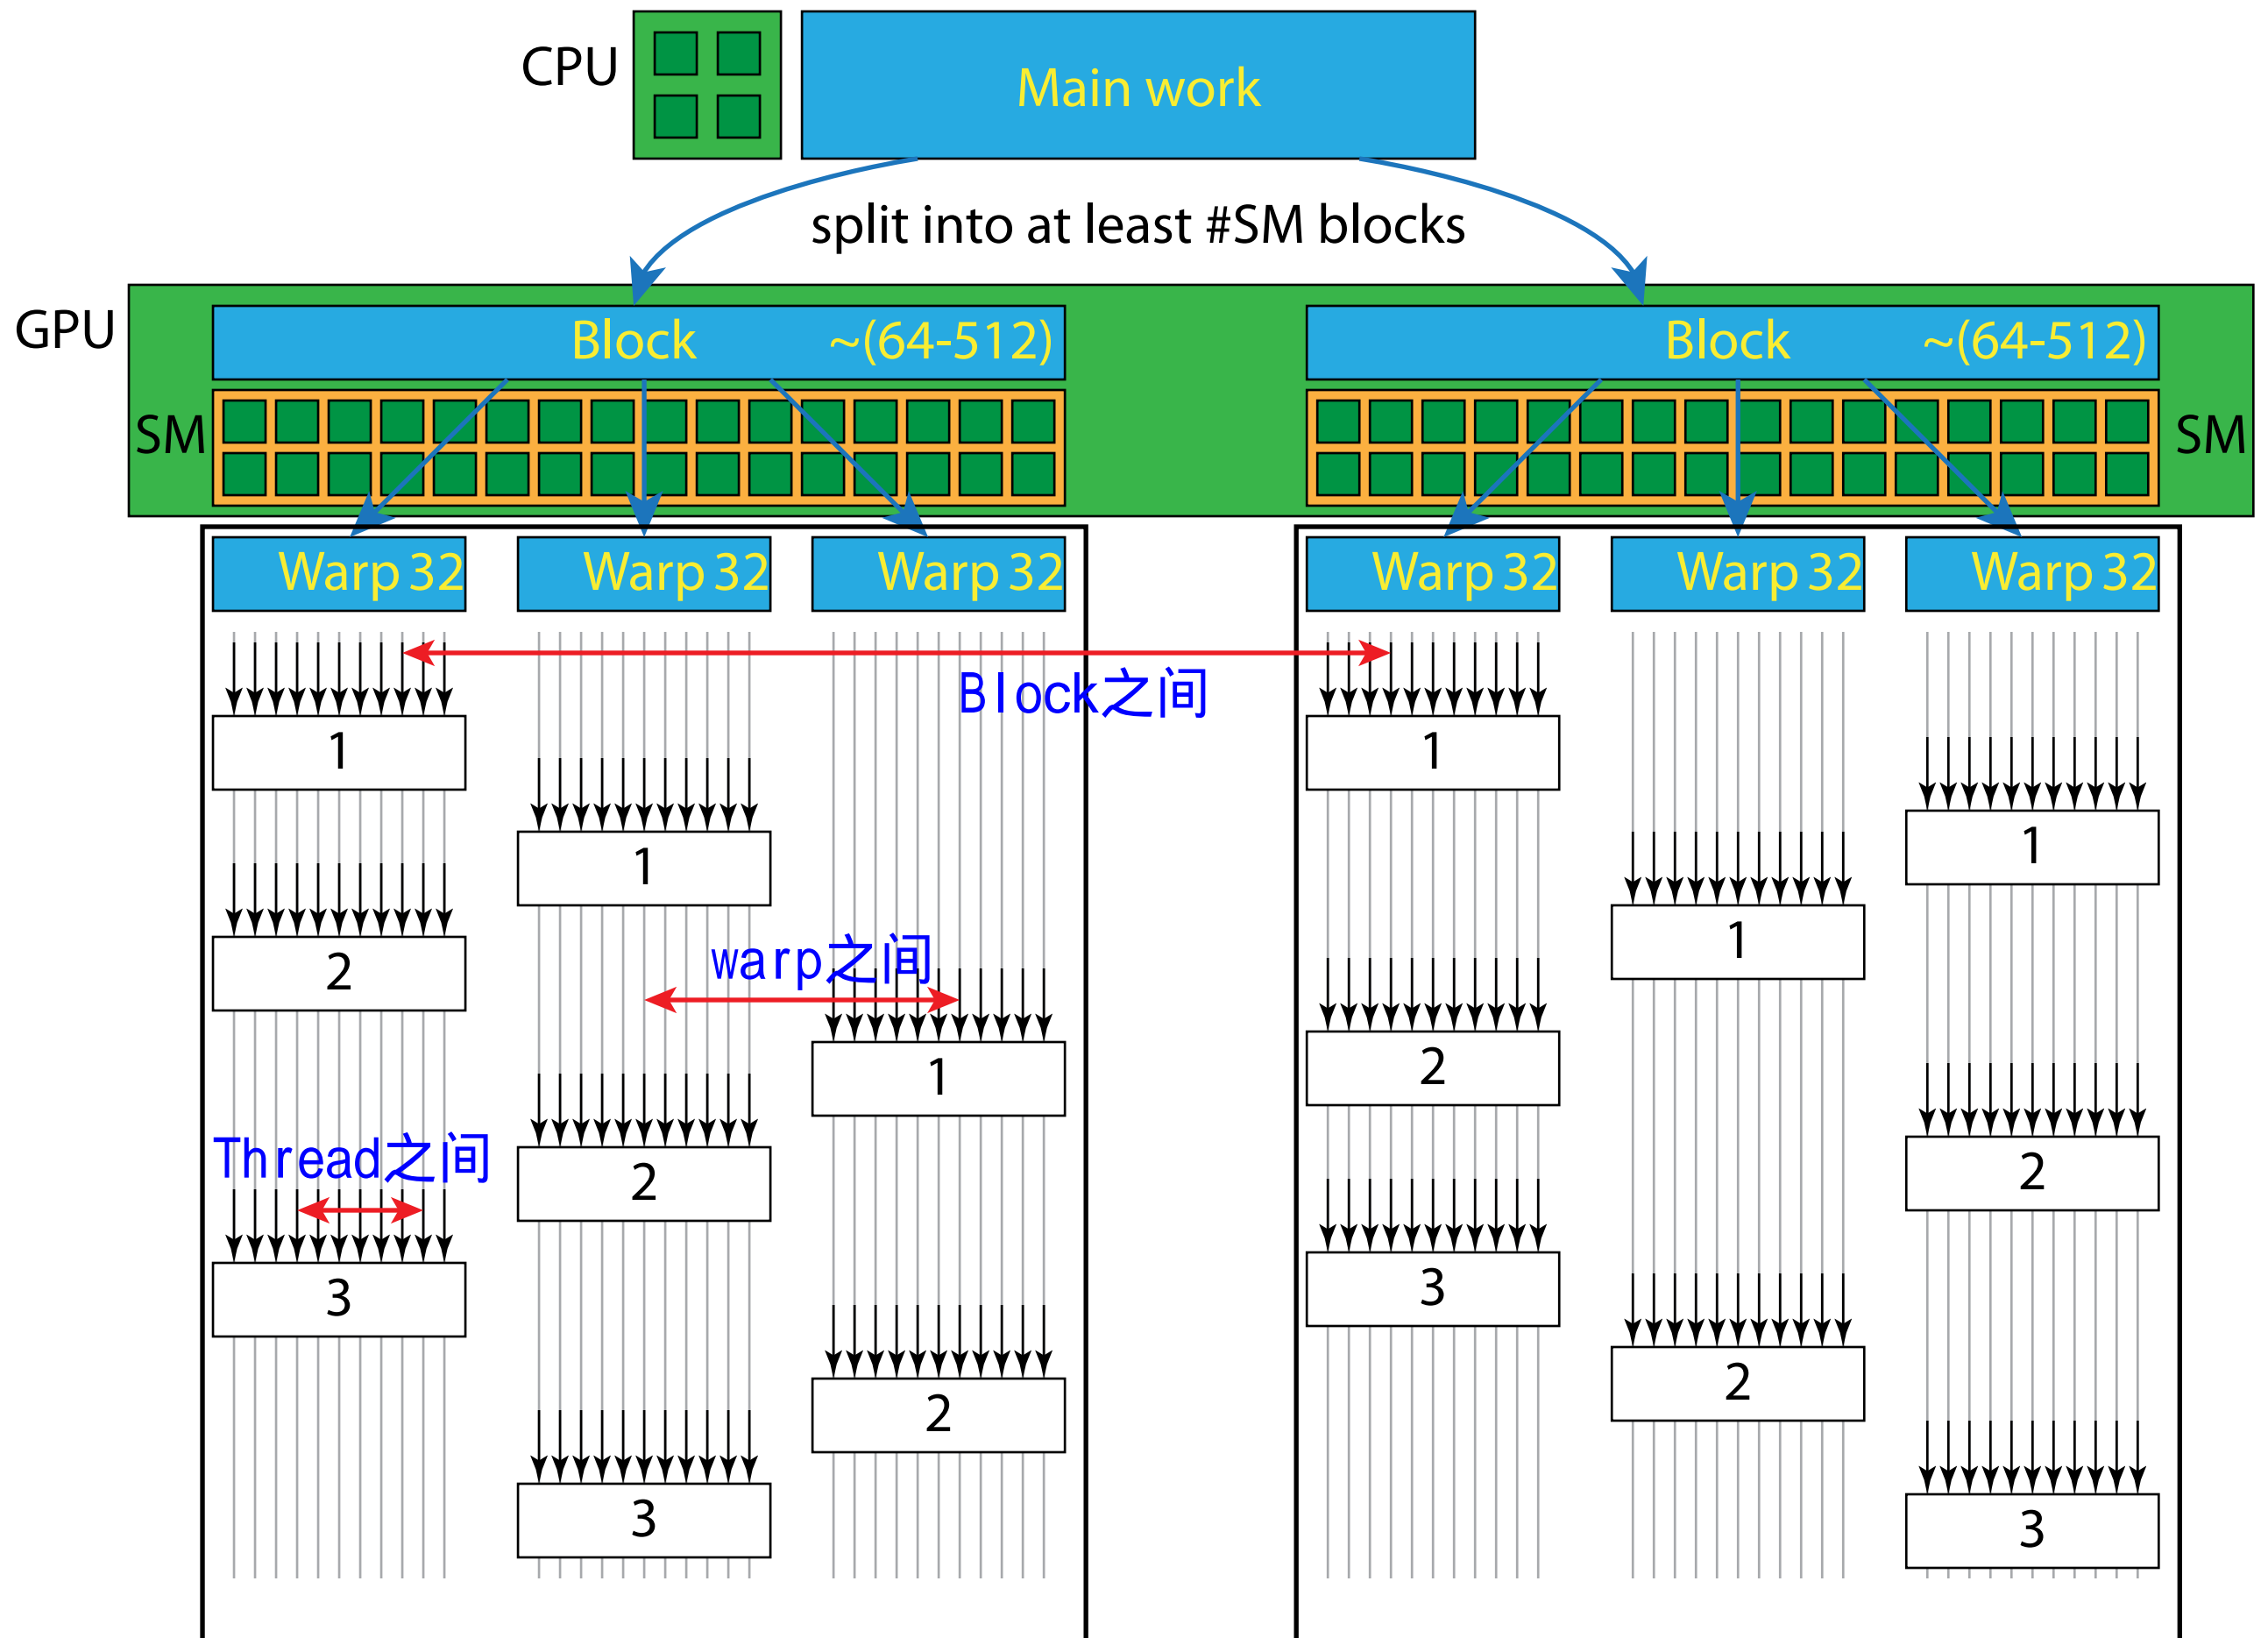 CPU
Main work
split into at least #SM blocks
GPU
Block ~(64-512)
Block ~(64-512)
SM
SM
Warp 32
Warp 32
Warp 32
Warp 32
Warp 32
Warp 32
Block之间
1
1
1
1
1
warp之间
2
2
1
Thread之间
2
2
3
3
2
2
3
3